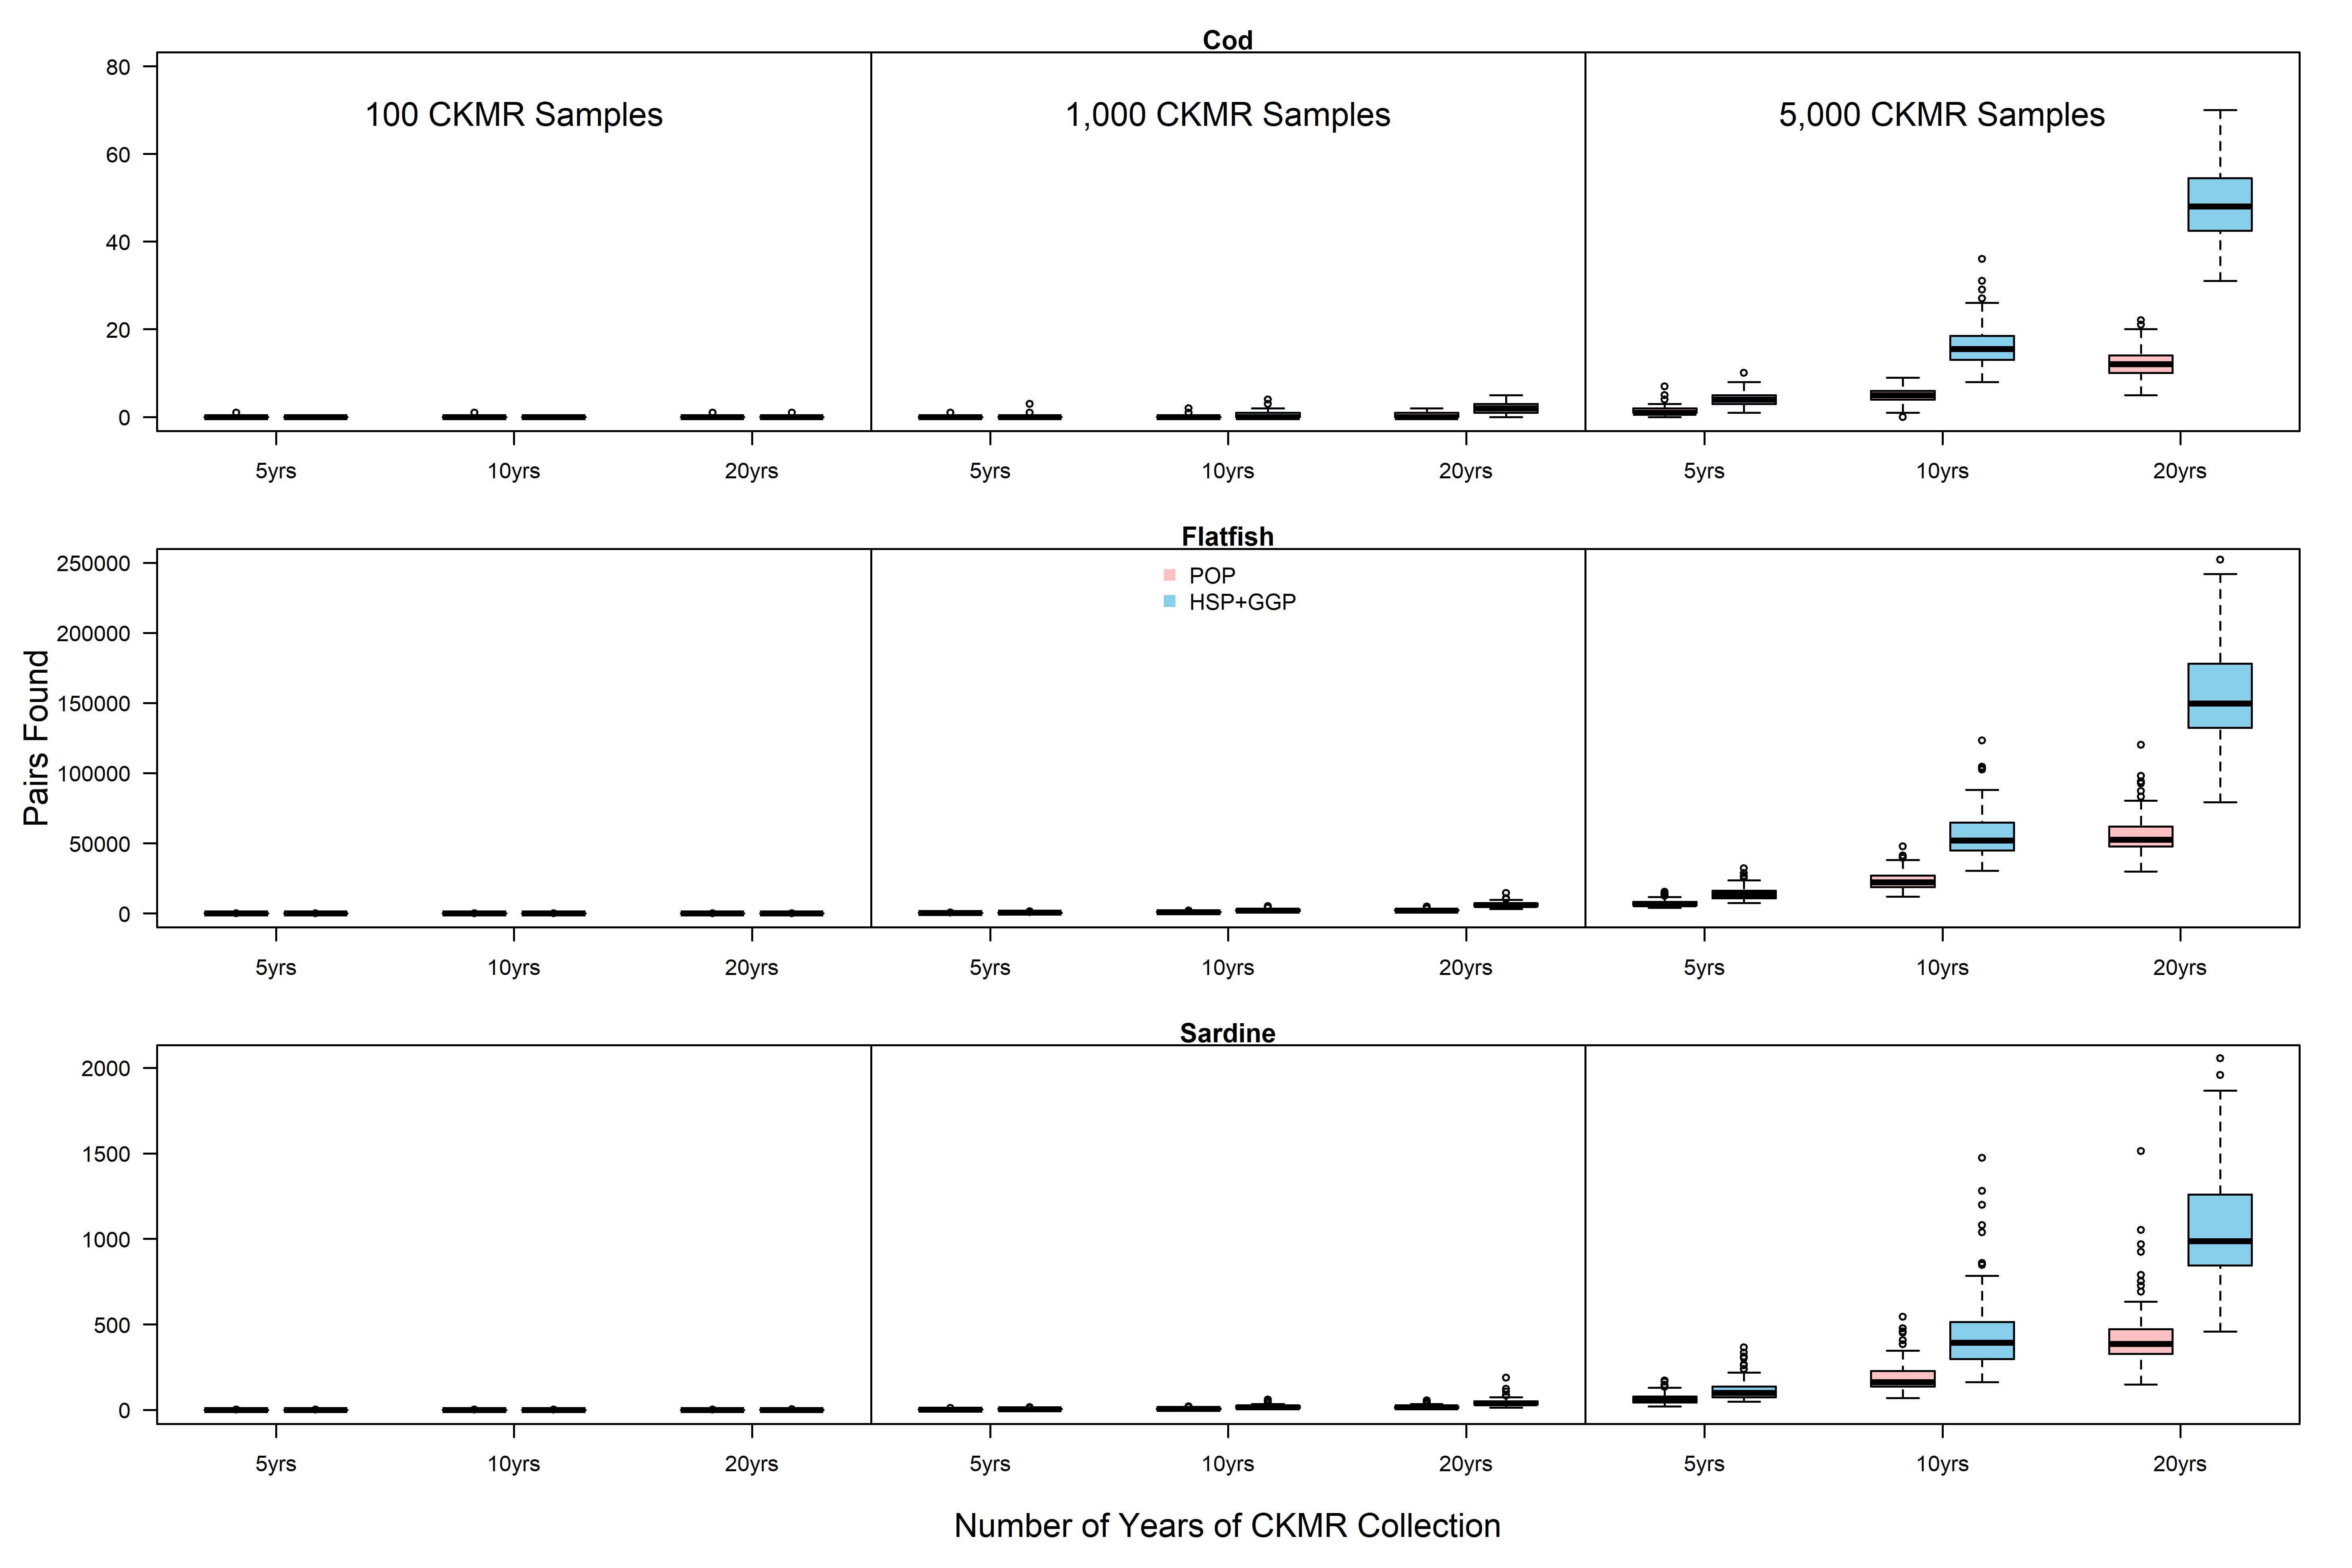 Cod
80
60
40
20
0
100 CKMR Samples
1,000 CKMR Samples
5,000 CKMR Samples
5yrs 10yrs 20yrs 5yrs 10yrs 20yrs 5yrs 10yrs 20yrs
Flatfish
POP
HSP+GGP
Pairs Found
250000
200000
150000
100000
50000
0
5yrs 10yrs 20yrs 5yrs 10yrs 20yrs 5yrs 10yrs 20yrs
Sardine
2000
1500
1000
500
0
5yrs 10yrs 20yrs 5yrs 10yrs 20yrs 5yrs 10yrs 20yrs
Number of Years of CKMR Collection